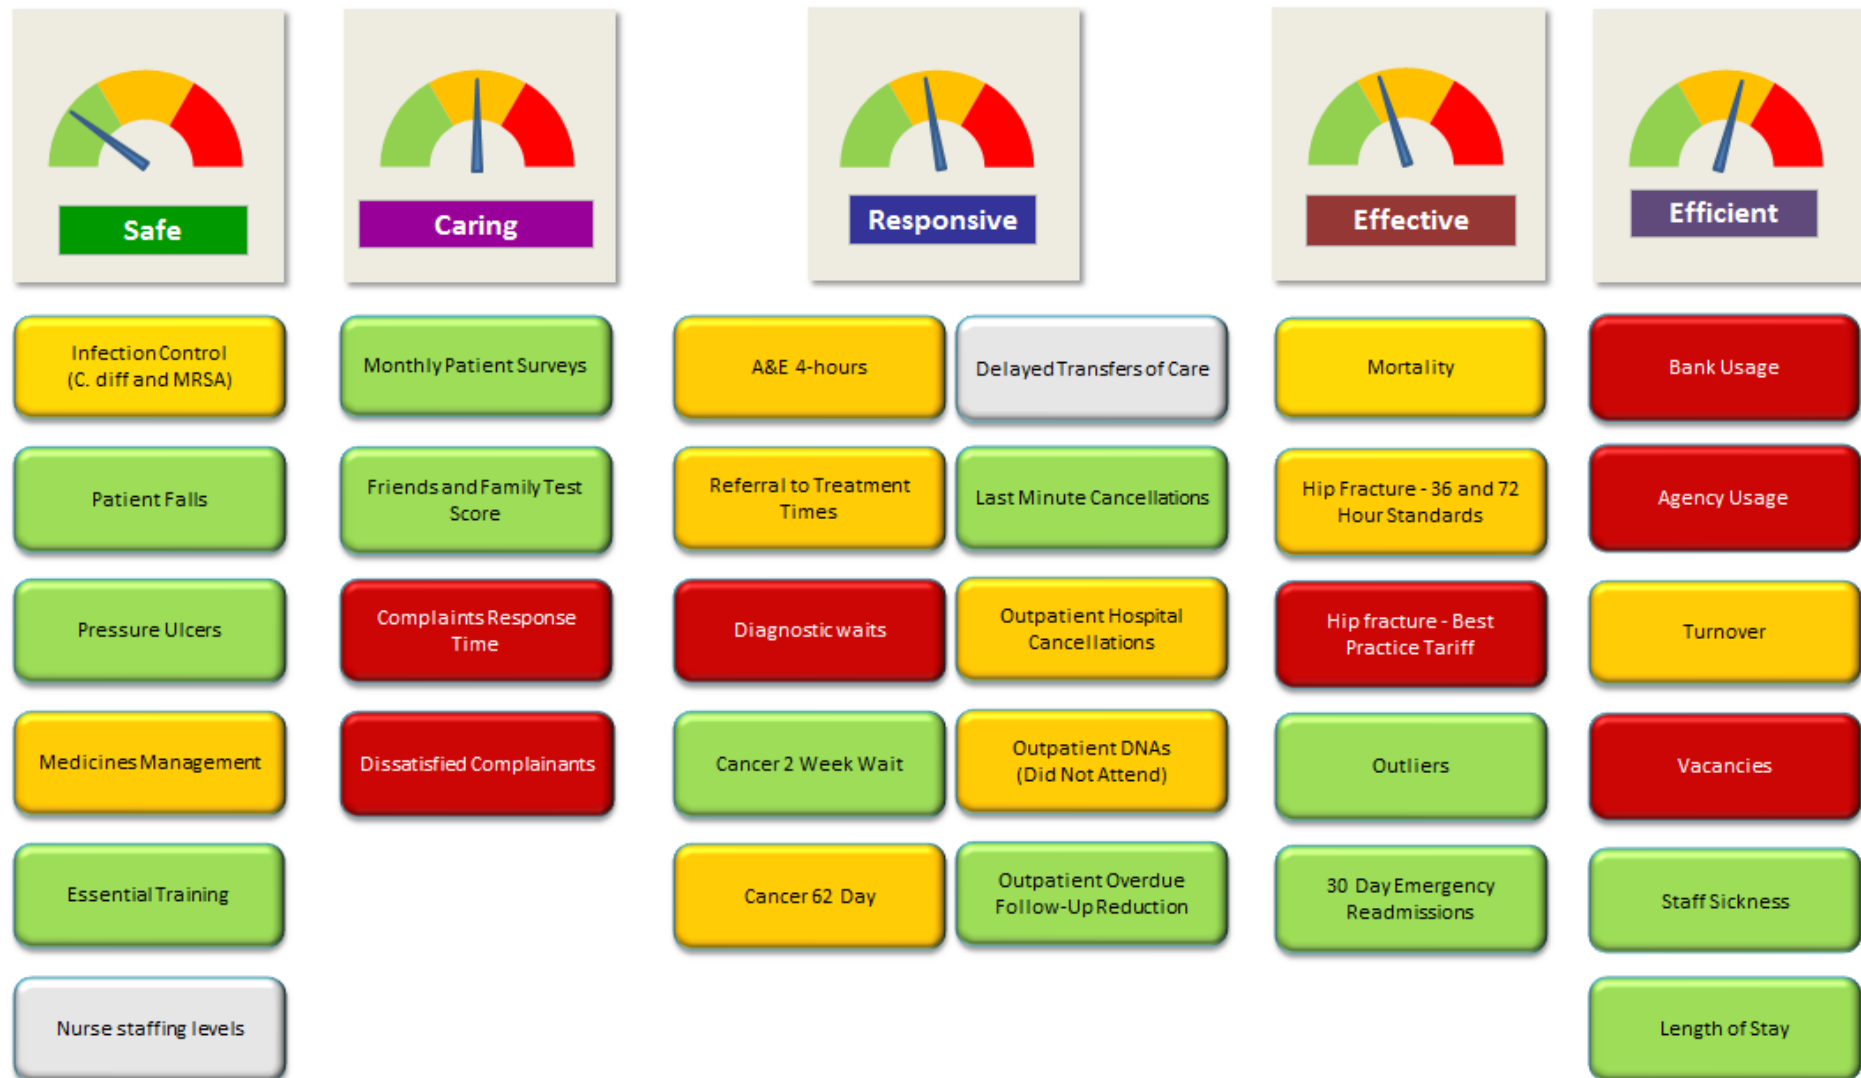 Safe
Caring
Responsive
Effective
Efficient
Infection Control
(C. diff and MRSA)
Patient Falls
Pressure Ulcers
Medicines Management
Essential Training
Nurse staffing levels
Monthly Patient Surveys
Friends and Family Test
Score
Complaints Response
Time
Dissatisfied Complainants
A&E 4-hours
Referral to Treatment
Times
Diagnostic waits
Cancer 2 Week Wait
Cancer 62 Day
Delayed Transfers of Care
Last Minute Cancellations
Outpatient Hospital
Cancellations
Outpatient DNAs
(Did Not Attend)
Outpatient Overdue
Follow-Up Reduction
Mortality
Hip Fracture - 36 and 72
Hour Standards
Hip fracture - Best
Practice Tariff
Outliers
30 Day Emergency
Readmissions
Bank Usage
Agency Usage
Turnover
Vacancies
Staff Sickness
Length of Stay